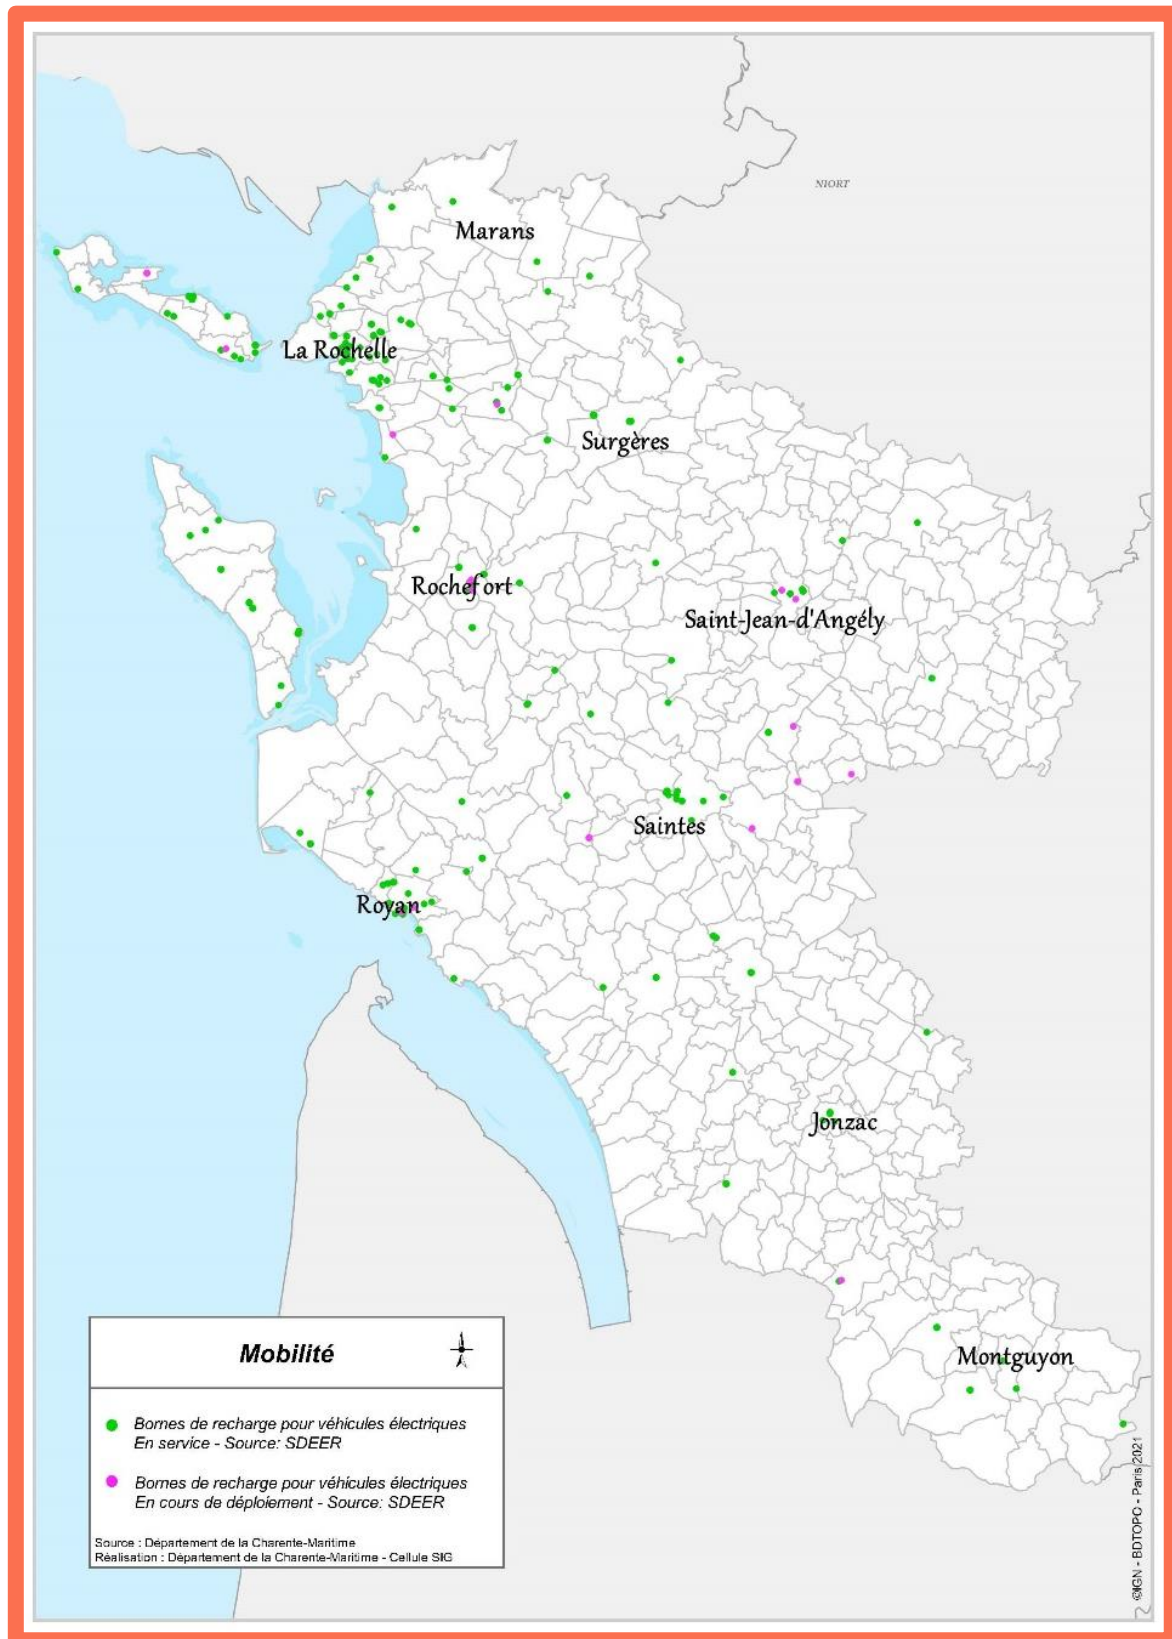 NIORT
Marans
La Rochelle
Surgères
Rochefort
Saint-Jean-d'Angély
Saintes
Royan
Jonzac
Montguyon
Mobilité
Bornes de recharge pour véhicules électriques
En service - Source: SDEER
Bornes de recharge pour véhicules électriques
En cours de déploiement - Source: SDEER
Source : Département de la Charente-Maritime
Réalisation : Département de la Charente-Maritime - Cellule SIG
©IGN - BDTOPO - Paris 2021